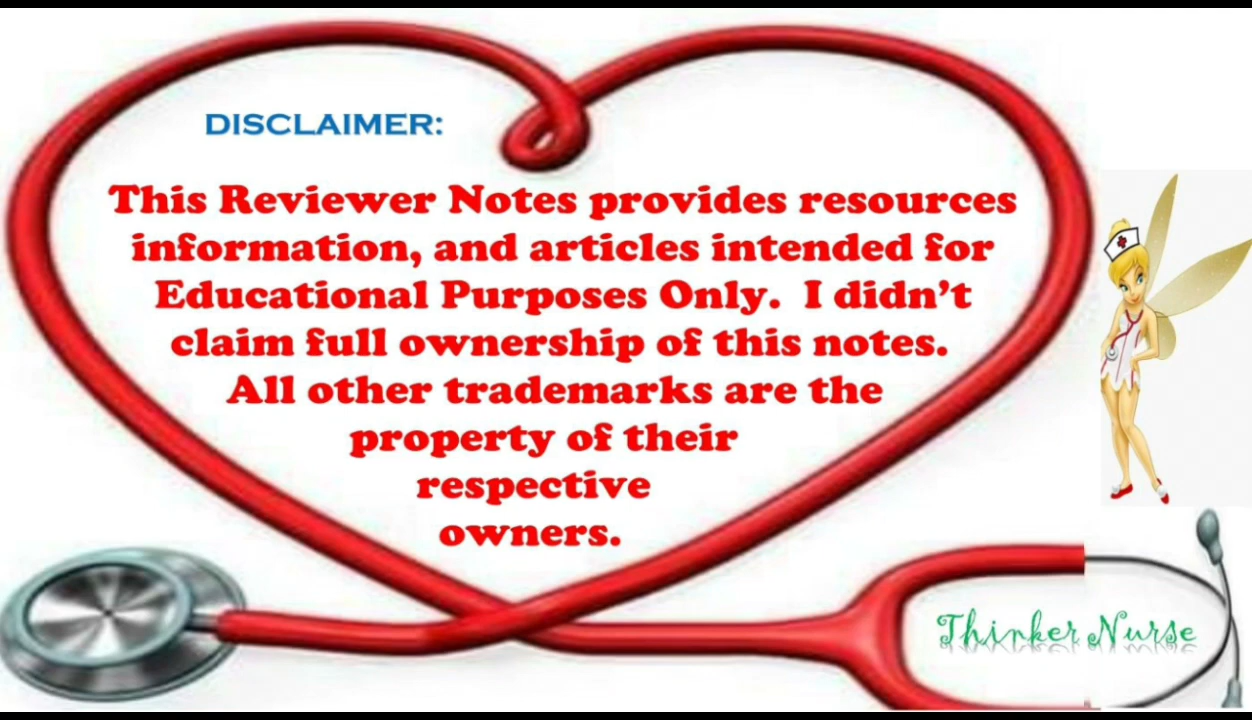 DISCLAIMER:
This Reviewer Notes provides resources
information, and articles intended for
Educational Purposes Only. I didn't
claim full ownership of this notes.
All other trademarks are the
property of their
respective
owners.
Thinker Nurse